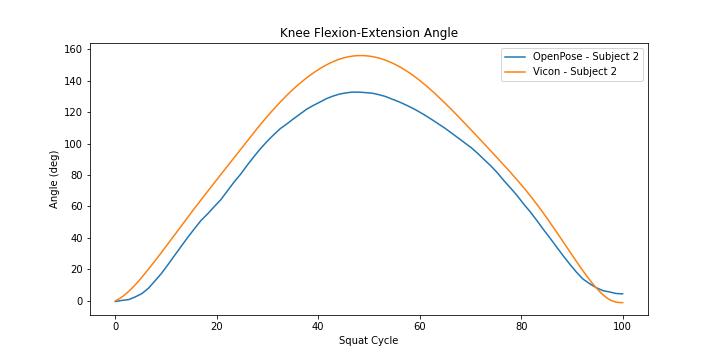 Knee Flexion-Extension Angle
OpenPose - Subject 2
Vicon - Subject 2
Angle (deg)
160
140
120
100
80
60
40
20
0
0 20 40 60 80 100
Squat Cycle